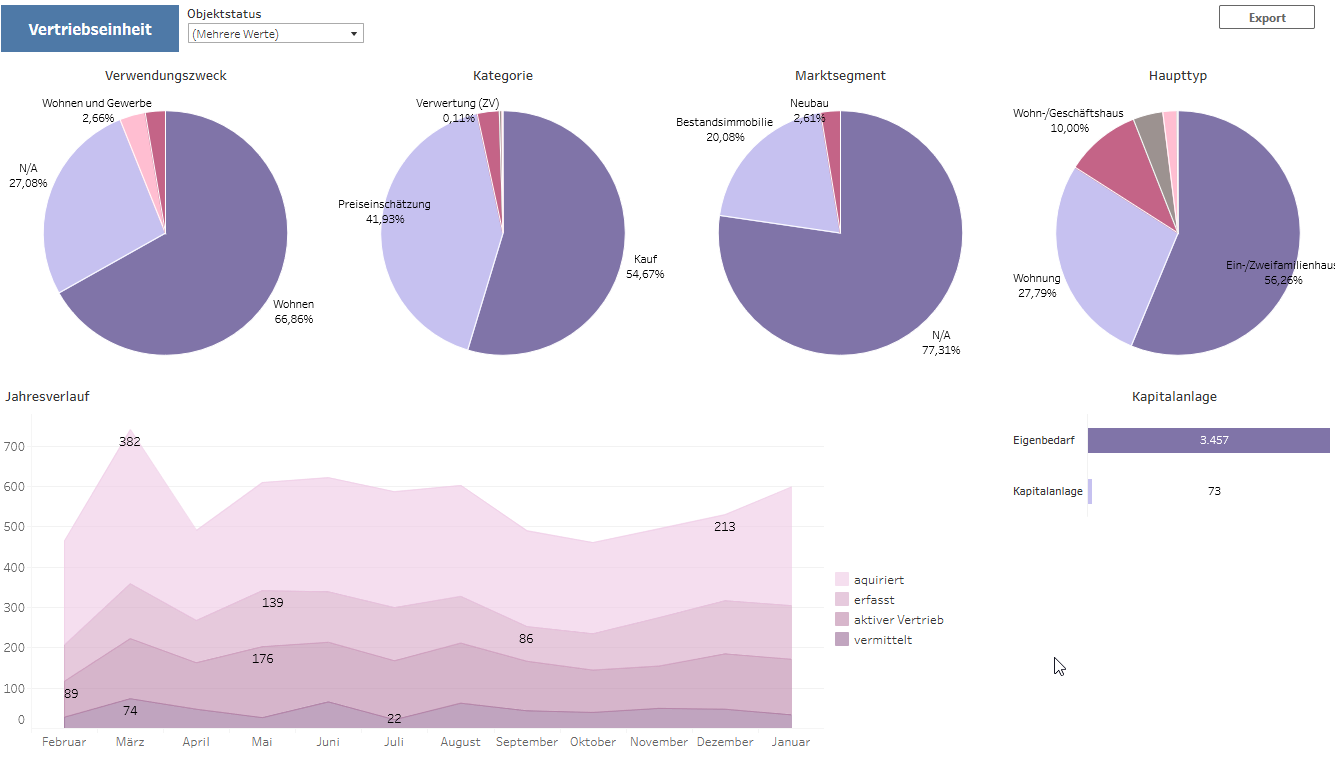 Vertriebseinheit
Objektstatus
(Mehrere Werte)
Export
Verwendungszweck
Wohnen und Gewerbe
2,66%
N/A
27,08%
Wohnen
66,86%
Kategorie
Verwertung (ZV)
0,11%
Preiseinschätzung
41,93%
Kauf
54,67%
Marktsegment
Neubau
2,61%
Bestandsimmobilie
20,08%
N/A
77,31%
Haupttyp
Wohn-/Geschäftshaus
10,00%
Wohnung
27,79%
Ein-/Zweifamilienhaus
56,26%
Jahresverlauf
700
600
500
400
300
200
100
0
382
213
139
86
176
89
74
22
Februar März April Mai Juni Juli August September Oktober November Dezember Januar
aquiriert
erfasst
aktiver Vertrieb
vermittelt
Kapitalanlage
Eigenbedarf 3.457
Kapitalanlage 73